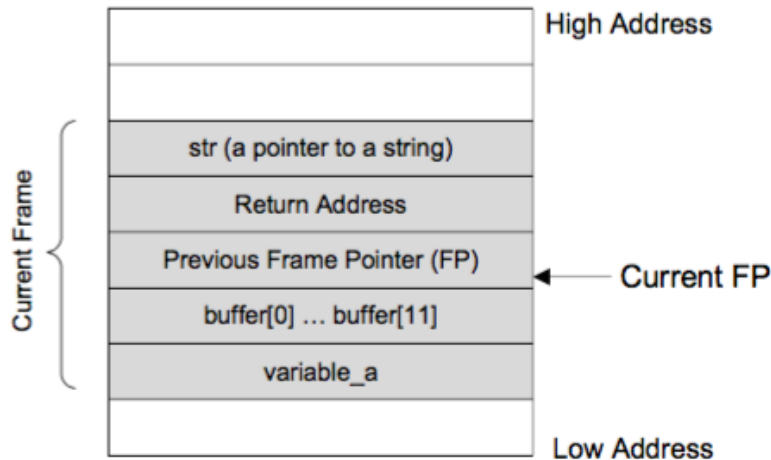 High Address
str (a pointer to a string)
Return Address
Previous Frame Pointer (FP)
Current FP
buffer[0] ... buffer[11]
variable_a
Low Address
Current Frame